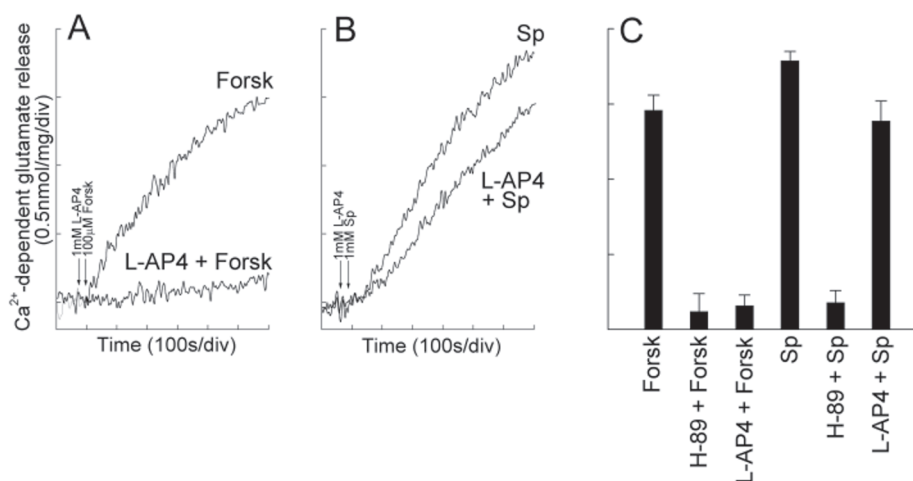 A
B
C
Ca²⁺-dependent glutamate release
(0.5nmol/mg/div)
Forsk
1mM L-AP4
100µM Forsk
L-AP4 + Forsk
Time (100s/div)
Sp
1mM L-AP4
1mM Sp
L-AP4
+ Sp
Time (100s/div)
Forsk
H-89 + Forsk
L-AP4 + Forsk
Sp
H-89 + Sp
L-AP4 + Sp